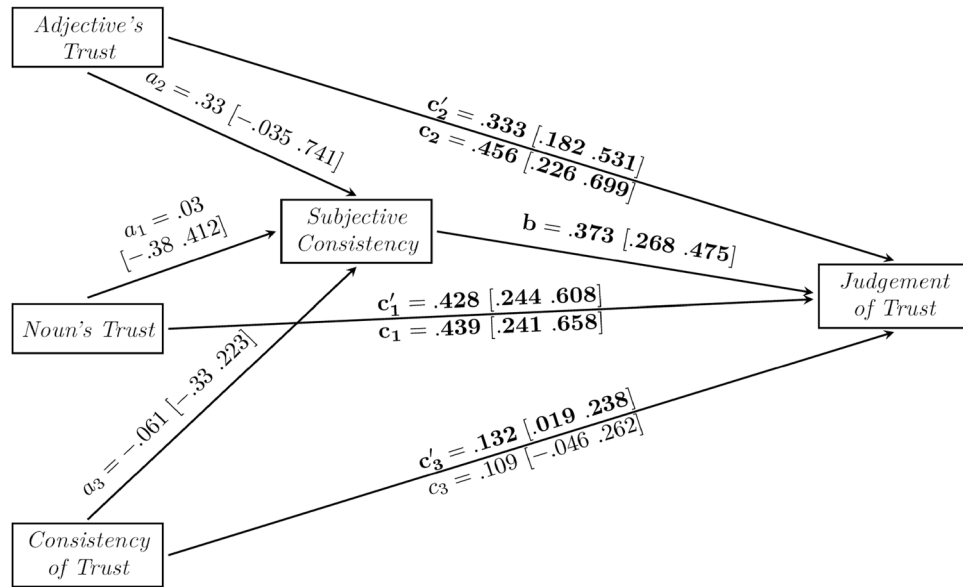 Adjective's
Trust
a₂ = .33 [−.035 .741]
c′₂ = .333 [.182 .531]
c₂ = .456 [.226 .699]
a₁ = .03
[−.38 .412]
Subjective
Consistency
b = .373 [.268 .475]
Noun's Trust
c′₁ = .428 [.244 .608]
c₁ = .439 [.241 .658]
Judgement
of Trust
a₃ = −.061 [−.33 .223]
c′₃ = .132 [.019 .238]
c₃ = .109 [−.046 .262]
Consistency
of Trust